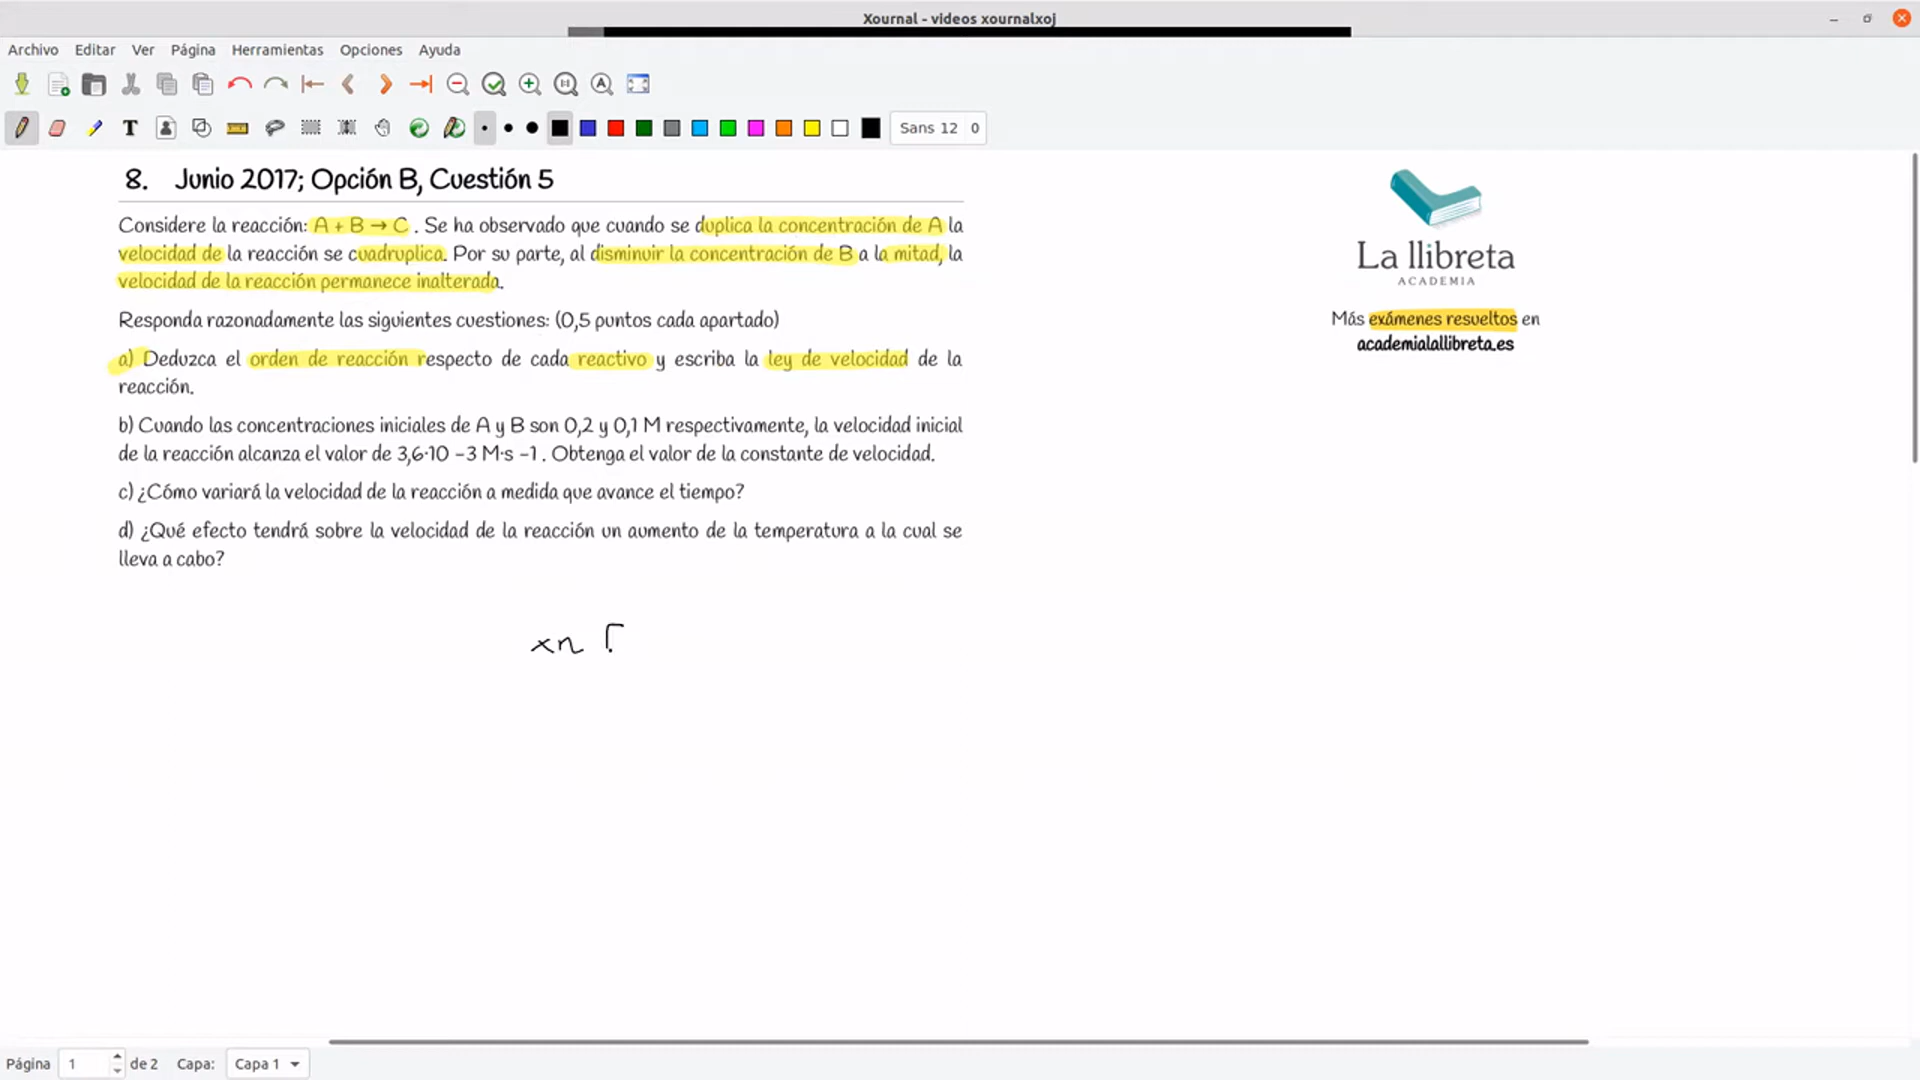 Xournal - videos xournalxoj
Archivo Editar Ver Página Herramientas Opciones Ayuda
Sans 12 0
8. Junio 2017; Opción B, Cuestión 5
Considere la reacción: A + B → C . Se ha observado que cuando se duplica la concentración de A la
velocidad de la reacción se cuadruplica. Por su parte, al disminuir la concentración de B a la mitad, la
velocidad de la reacción permanece inalterada.
Responda razonadamente las siguientes cuestiones: (0,5 puntos cada apartado)
a) Deduzca el orden de reacción respecto de cada reactivo y escriba la ley de velocidad de la
reacción.
b) Cuando las concentraciones iniciales de A y B son 0,2 y 0,1 M respectivamente, la velocidad inicial
de la reacción alcanza el valor de 3,6·10 −3 M·s −1 . Obtenga el valor de la constante de velocidad.
c) ¿Cómo variará la velocidad de la reacción a medida que avance el tiempo?
d) ¿Qué efecto tendrá sobre la velocidad de la reacción un aumento de la temperatura a la cual se
lleva a cabo?
xn
La llibreta
ACADEMIA
Más exámenes resueltos en
academialallibreta.es
Página 1 de 2 Capa: Capa 1